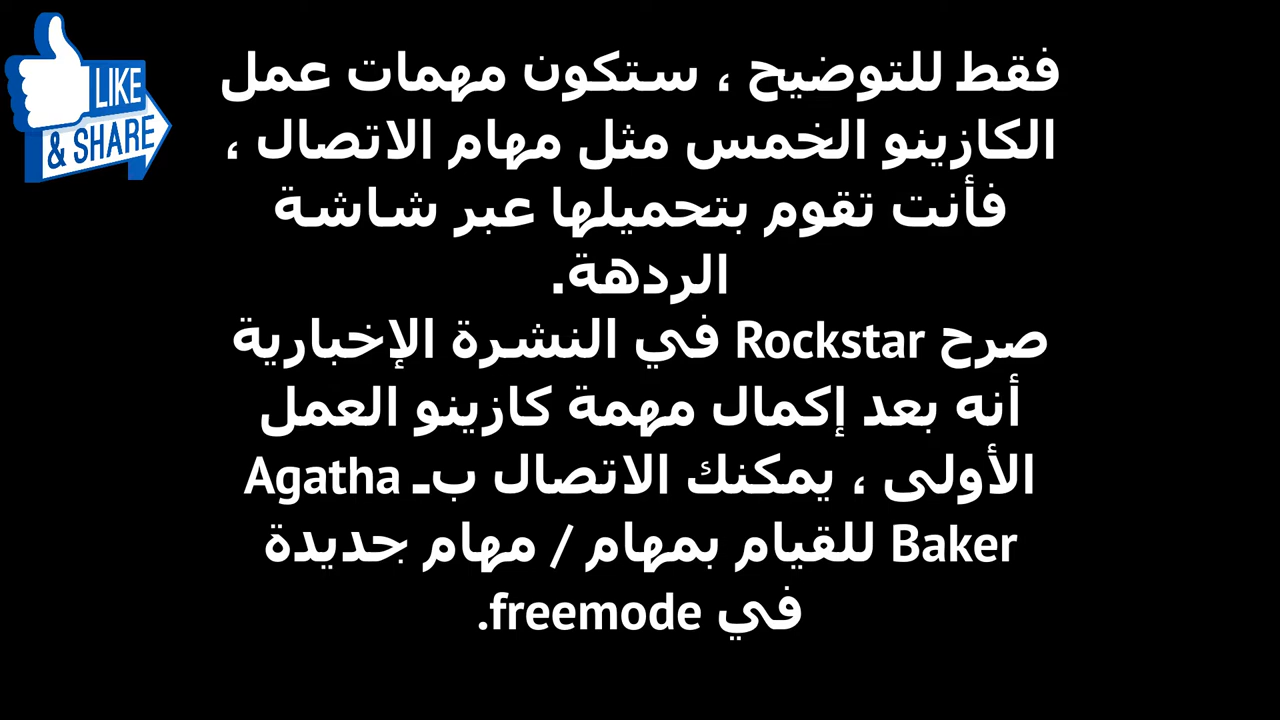 LIKE
& SHARE
فقط للتوضيح ، ستكون مهمات عمل
الكازينو الخمس مثل مهام الاتصال ،
فأنت تقوم بتحميلها عبر شاشة
الردهة.
صرح Rockstar في النشرة الإخبارية
أنه بعد إكمال مهمة كازينو العمل
الأولى ، يمكنك الاتصال بـ Agatha
Baker للقيام بمهام / مهام جديدة
في freemode.